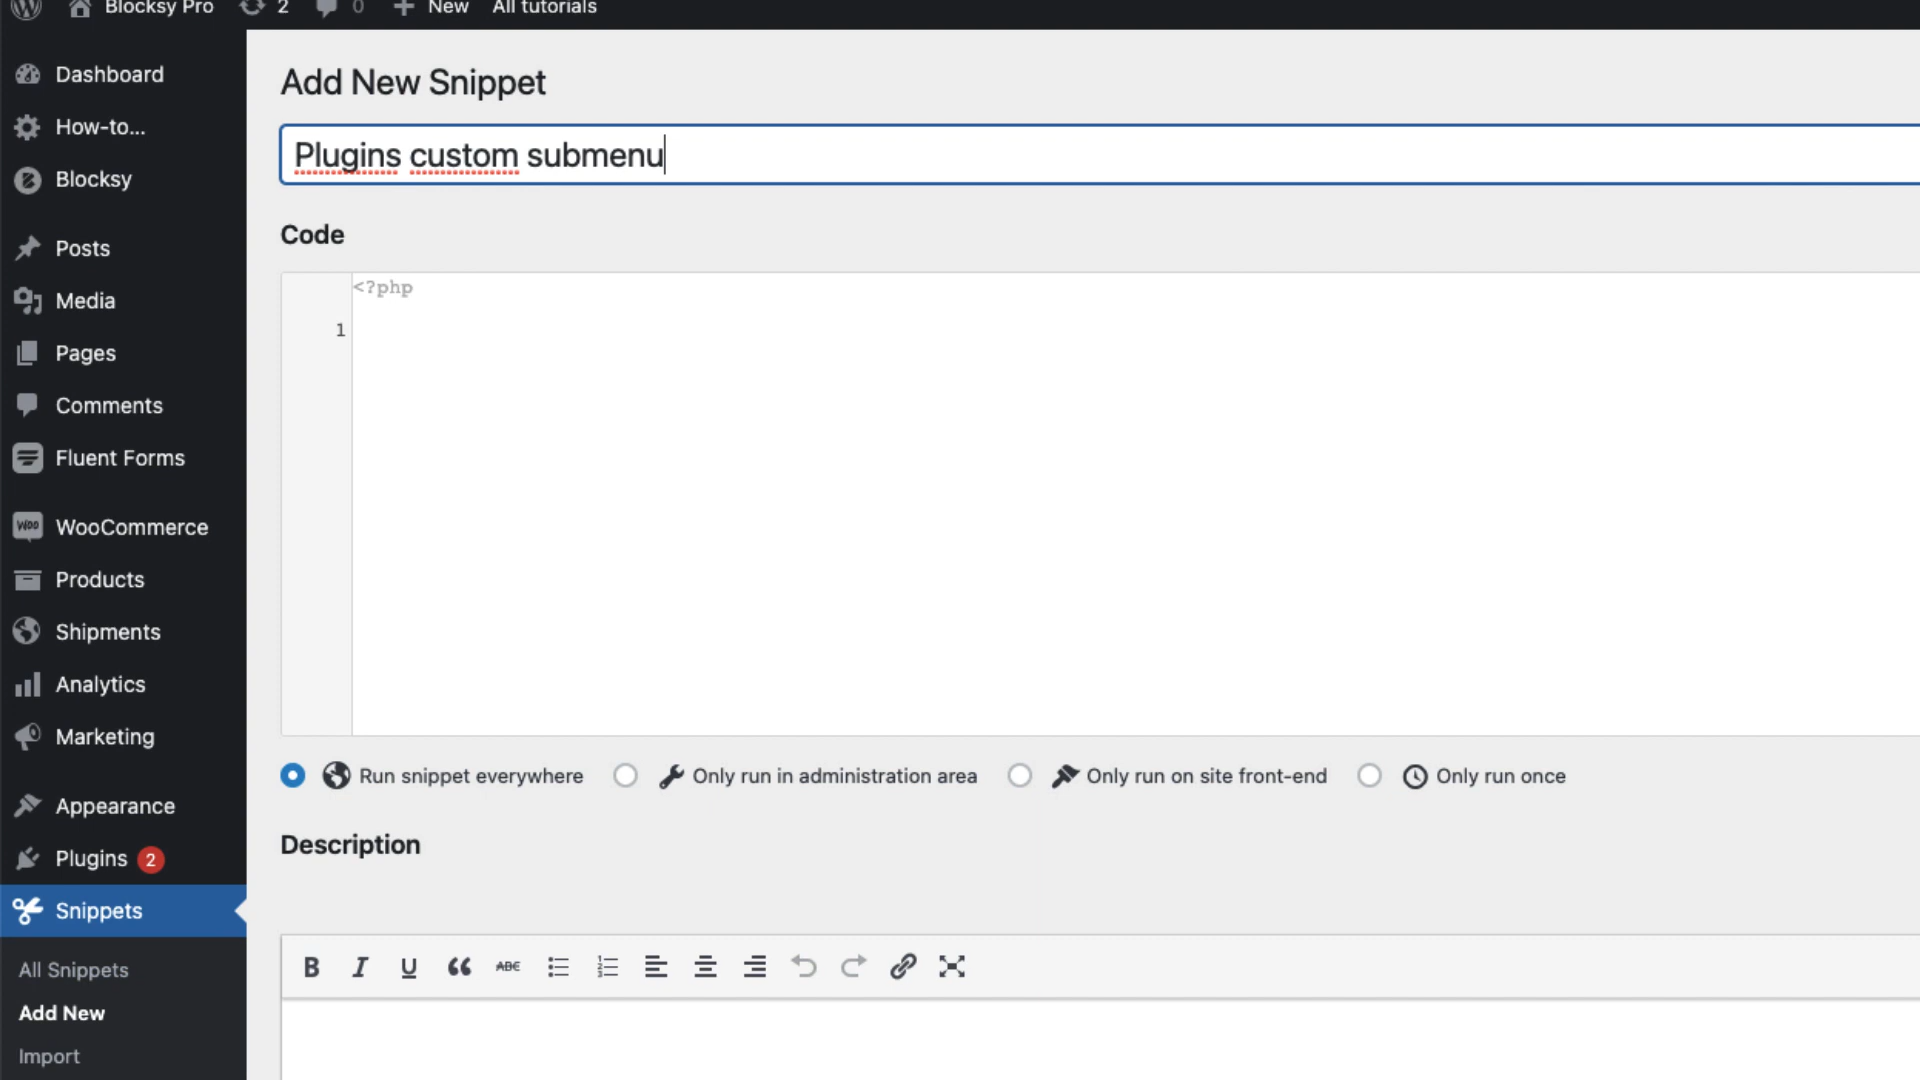 Blocksy Pro 2 0 New All tutorials
Dashboard
How-to...
Blocksy
Posts
Media
Pages
Comments
Fluent Forms
WOO WooCommerce
Products
Shipments
Analytics
Marketing
Appearance
Plugins 2
Snippets
All Snippets
Add New
Import
Add New Snippet
Plugins custom submenu
Code
<?php
1
Run snippet everywhere Only run in administration area Only run on site front-end Only run once
Description
B I U ABC